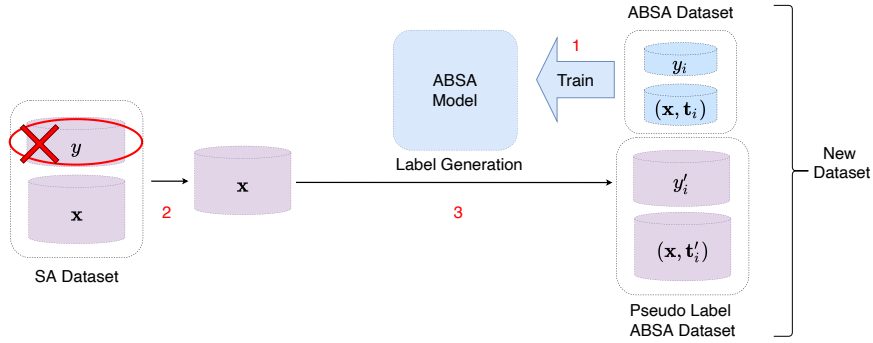 ABSA Dataset
1
y_i
ABSA
Model
Train
(x, t_i)
Label Generation
y
New
Dataset
y'_i
x
x
2
3
(x, t'_i)
SA Dataset
Pseudo Label
ABSA Dataset